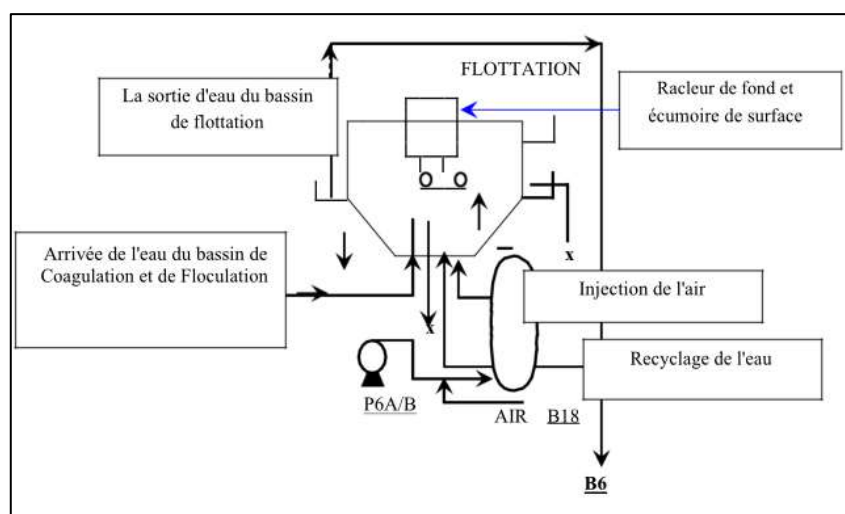 FLOTTATION
La sortie d'eau du bassin
de flottation
Racleur de fond et
écumoire de surface
Arrivée de l'eau du bassin de
Coagulation et de Floculation
x
Injection de l'air
x
Recyclage de l'eau
P6A/B
AIR
B18
B6